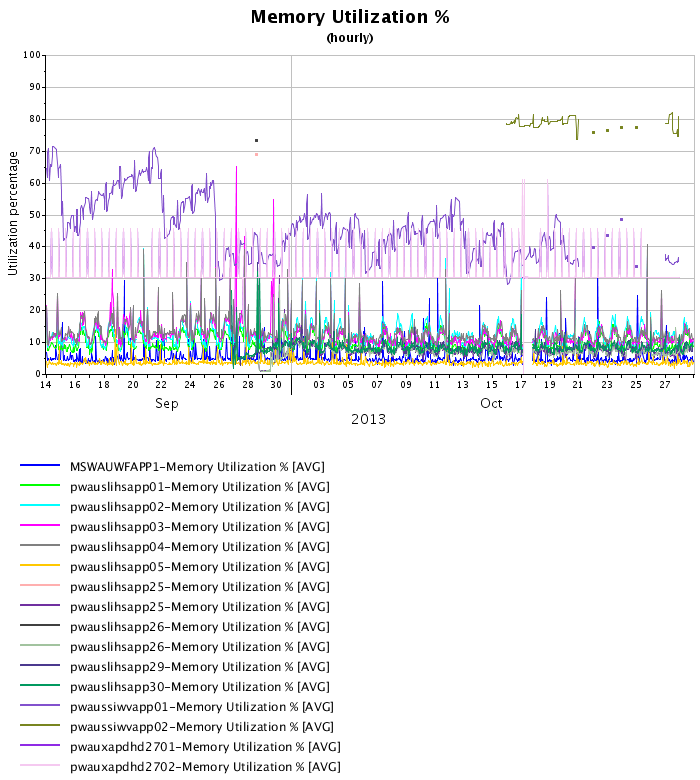 Memory Utilization %
(hourly)
Utilization percentage
100
90
80
70
60
50
40
30
20
10
0
14 16 18 20 22 24 26 28 30 03 05 07 09 11 13 15 17 19 21 23 25 27
Sep Oct
2013
MSWAUWFAPP1-Memory Utilization % [AVG]
pwauslihsapp01-Memory Utilization % [AVG]
pwauslihsapp02-Memory Utilization % [AVG]
pwauslihsapp03-Memory Utilization % [AVG]
pwauslihsapp04-Memory Utilization % [AVG]
pwauslihsapp05-Memory Utilization % [AVG]
pwauslihsapp25-Memory Utilization % [AVG]
pwauslihsapp25-Memory Utilization % [AVG]
pwauslihsapp26-Memory Utilization % [AVG]
pwauslihsapp26-Memory Utilization % [AVG]
pwauslihsapp29-Memory Utilization % [AVG]
pwauslihsapp30-Memory Utilization % [AVG]
pwaussiwvapp01-Memory Utilization % [AVG]
pwaussiwvapp02-Memory Utilization % [AVG]
pwauxapdhd2701-Memory Utilization % [AVG]
pwauxapdhd2702-Memory Utilization % [AVG]